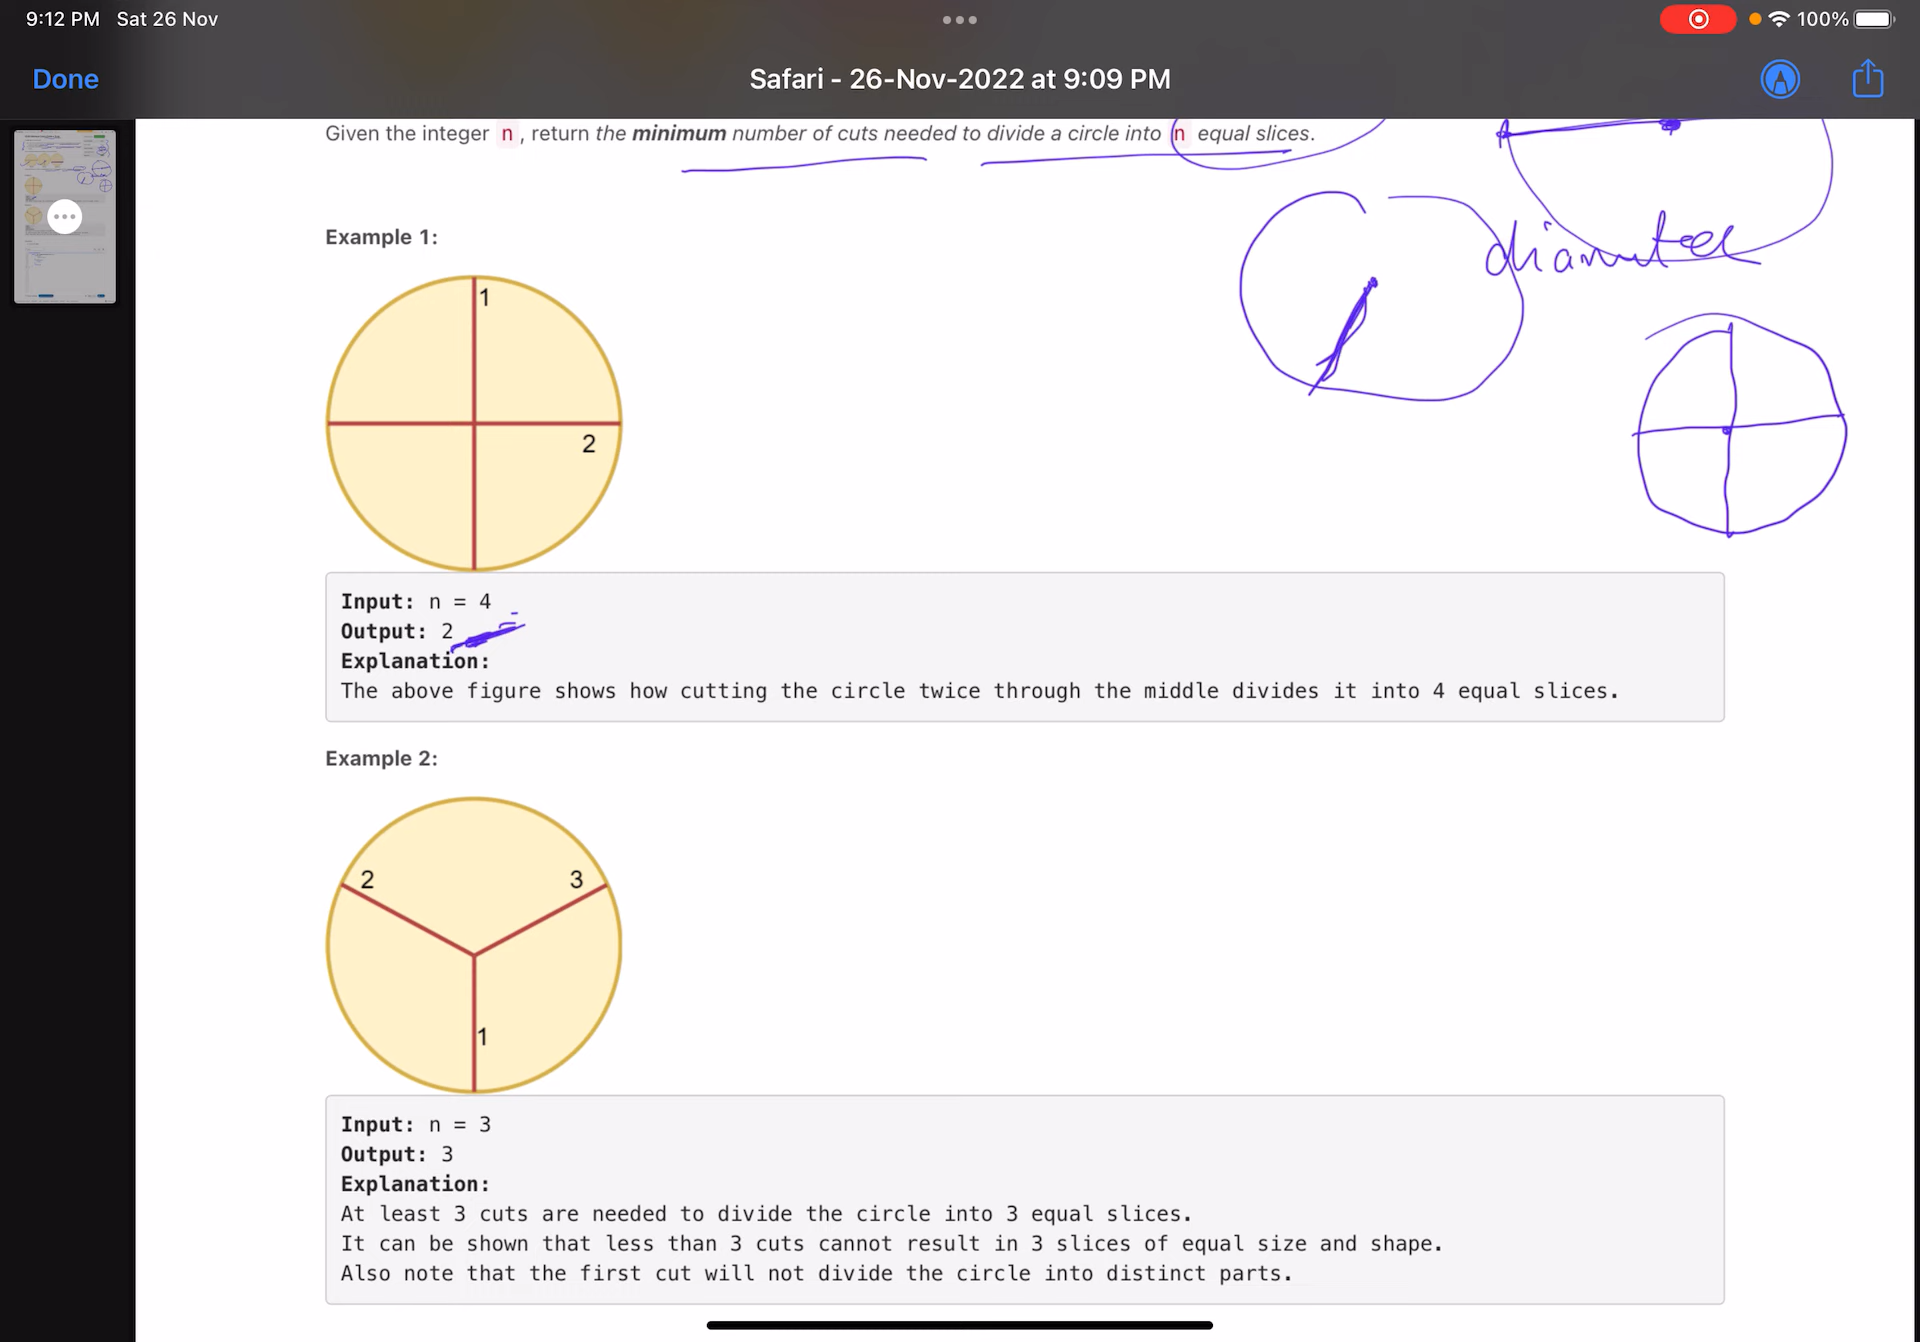 9:12 PM Sat 26 Nov
100%
Done
Safari - 26-Nov-2022 at 9:09 PM
Given the integer n, return the minimum number of cuts needed to divide a circle into n equal slices.
Example 1:
1
2
Input: n = 4
Output: 2
Explanation:
The above figure shows how cutting the circle twice through the middle divides it into 4 equal slices.
Example 2:
2
3
1
Input: n = 3
Output: 3
Explanation:
At least 3 cuts are needed to divide the circle into 3 equal slices.
It can be shown that less than 3 cuts cannot result in 3 slices of equal size and shape.
Also note that the first cut will not divide the circle into distinct parts.